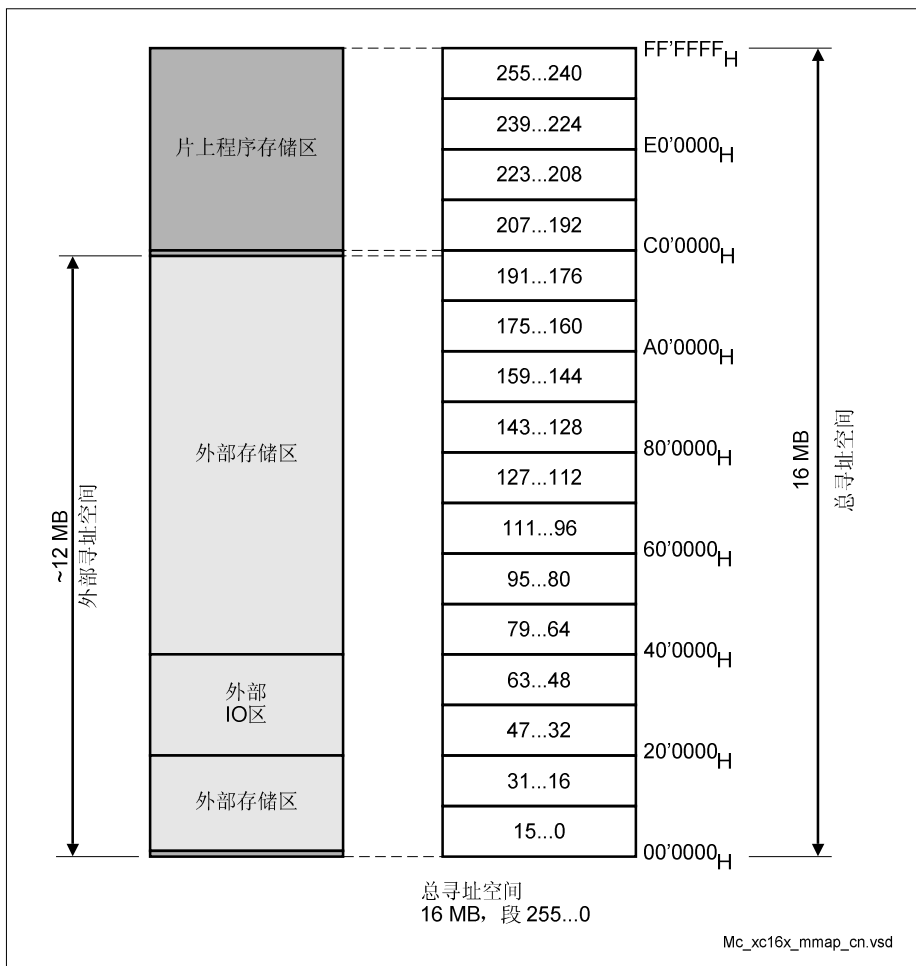 FF'FFFFH
255...240
239...224
片上程序存储区
E0'0000H
223...208
207...192
C0'0000H
191...176
175...160
A0'0000H
159...144
143...128
外部存储区
80'0000H
127...112
16 MB
总寻址空间
111...96
~12 MB
外部寻址空间
60'0000H
95...80
79...64
40'0000H
63...48
外部
IO区
47...32
20'0000H
31...16
外部存储区
15...0
00'0000H
总寻址空间
16 MB，段 255...0
Mc_xc16x_mmap_cn.vsd